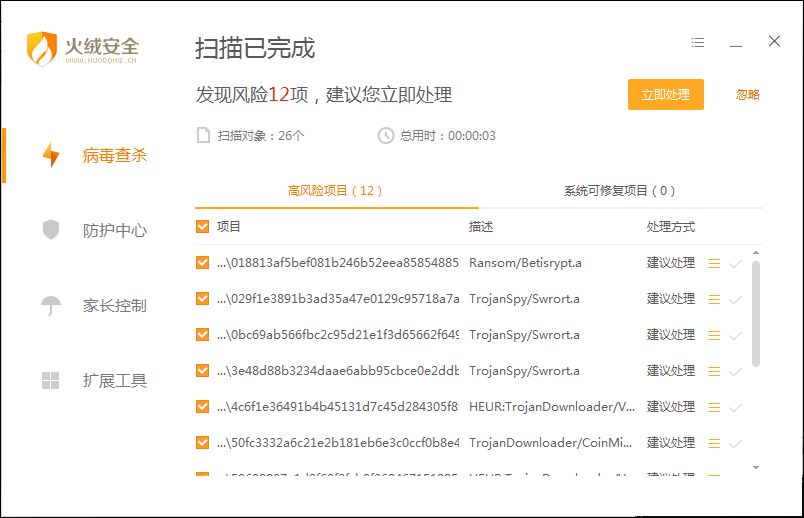 火绒安全
WWW.HUORONG.CN
扫描已完成
发现风险12项，建议您立即处理
立即处理
忽略
扫描对象：26个
总用时：00:00:03
病毒查杀
防护中心
家长控制
扩展工具
高风险项目（12）
系统可修复项目（0）
项目 描述 处理方式
...\018813af5bef081b246b52eea85854885 Ransom/Betisrypt.a 建议处理
...\029f1e3891b3ad35a47e0129c95718a7a TrojanSpy/Swrort.a 建议处理
...\0bc69ab566fbc2c95d21e1f3d65662f649 TrojanSpy/Swrort.a 建议处理
...\3e48d88b3234daae6abb95cbce0e2ddb TrojanSpy/Swrort.a 建议处理
...\4c6f1e36491b4b45131d7c45d284305f8 HEUR:TrojanDownloader/V... 建议处理
...\50fc3332a6c21e2b181eb6e3c0ccf0b8e4 TrojanDownloader/CoinMi... 建议处理